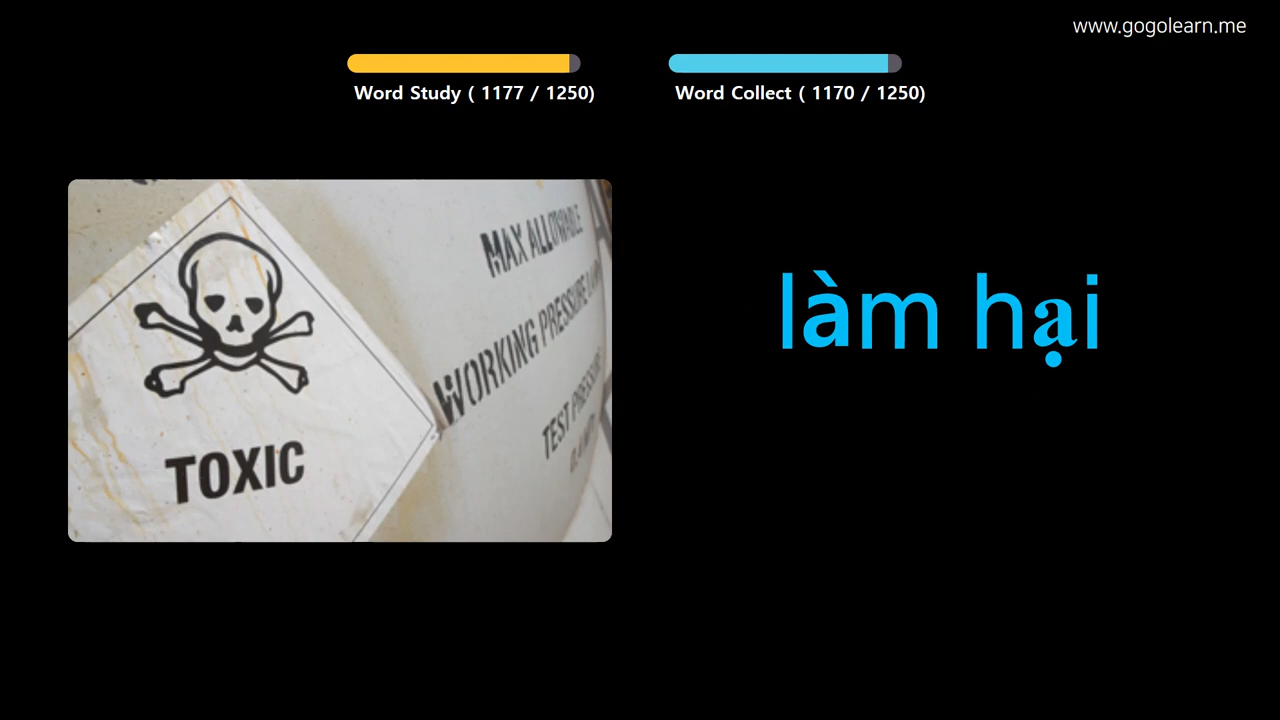 www.gogolearn.me
Word Study ( 1177 / 1250)
Word Collect ( 1170 / 1250)
MAX ALLOWABLE
WORKING PRESSURE
TEST PRESSURE
TOXIC
làm hại